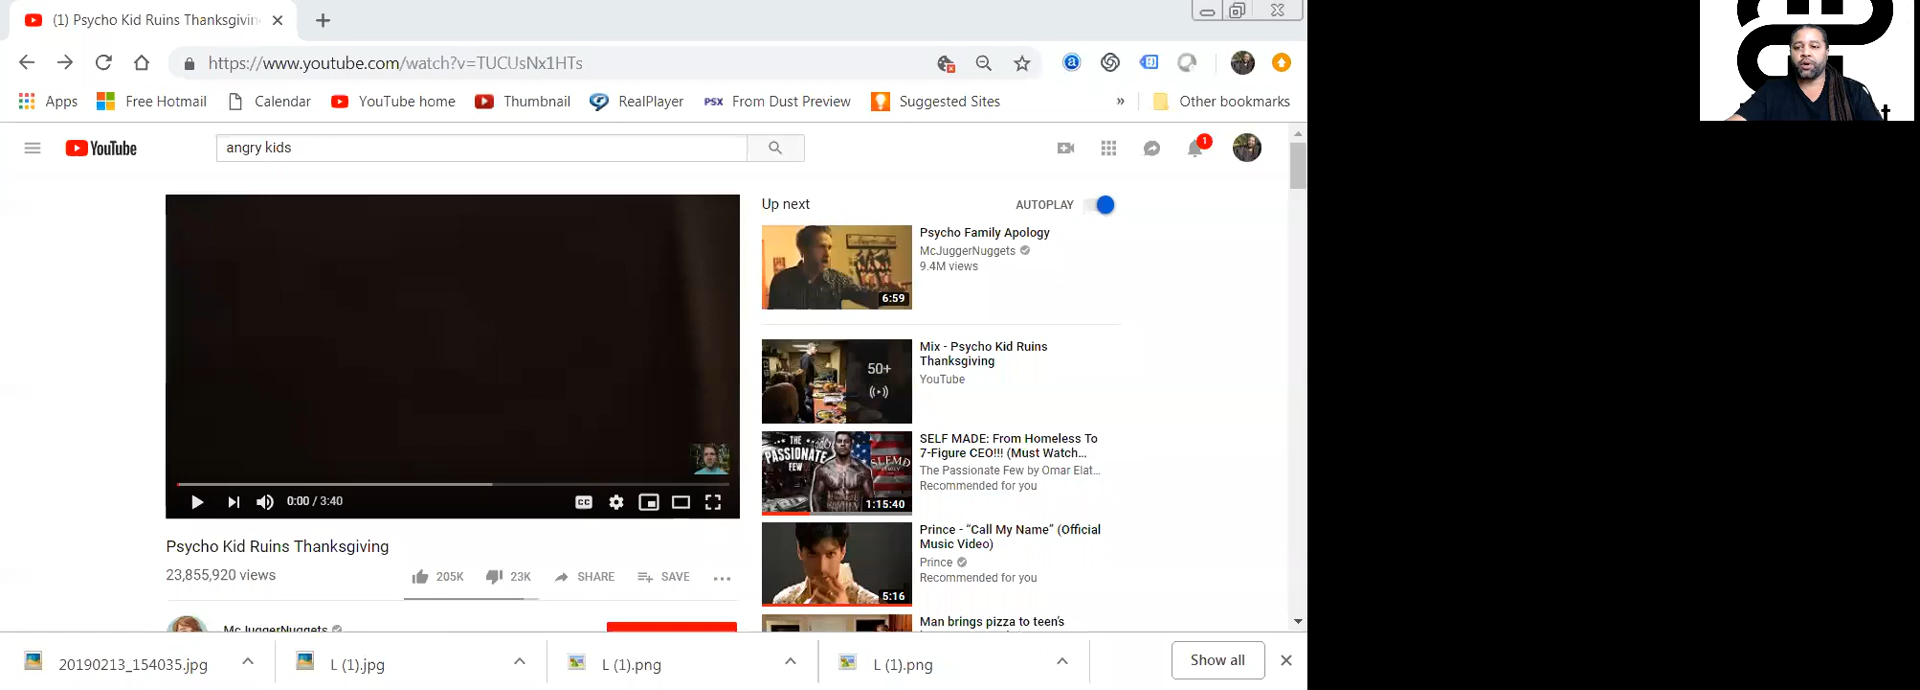 (1) Psycho Kid Ruins Thanksgivin
https://www.youtube.com/watch?v=TUCUsNx1HTs
Apps
Free Hotmail
Calendar
YouTube home
Thumbnail
RealPlayer
PSX From Dust Preview
Suggested Sites
»
Other bookmarks
YouTube
angry kids
1
Up next
AUTOPLAY
Psycho Family Apology
McJuggerNuggets
9.4M views
6:59
Mix - Psycho Kid Ruins
Thanksgiving
YouTube
50+
SELF MADE: From Homeless To
7-Figure CEO!!! (Must Watch...
The Passionate Few by Omar Elat...
Recommended for you
THE
PASSIONATE
FEW
1:15:40
Prince - “Call My Name” (Official
Music Video)
Prince
Recommended for you
5:16
Man brings pizza to teen's
0:00 / 3:40
CC
Psycho Kid Ruins Thanksgiving
23,855,920 views
205K
23K
SHARE
SAVE
McJuggerNuggets
20190213_154035.jpg
L (1).jpg
L (1).png
L (1).png
Show all